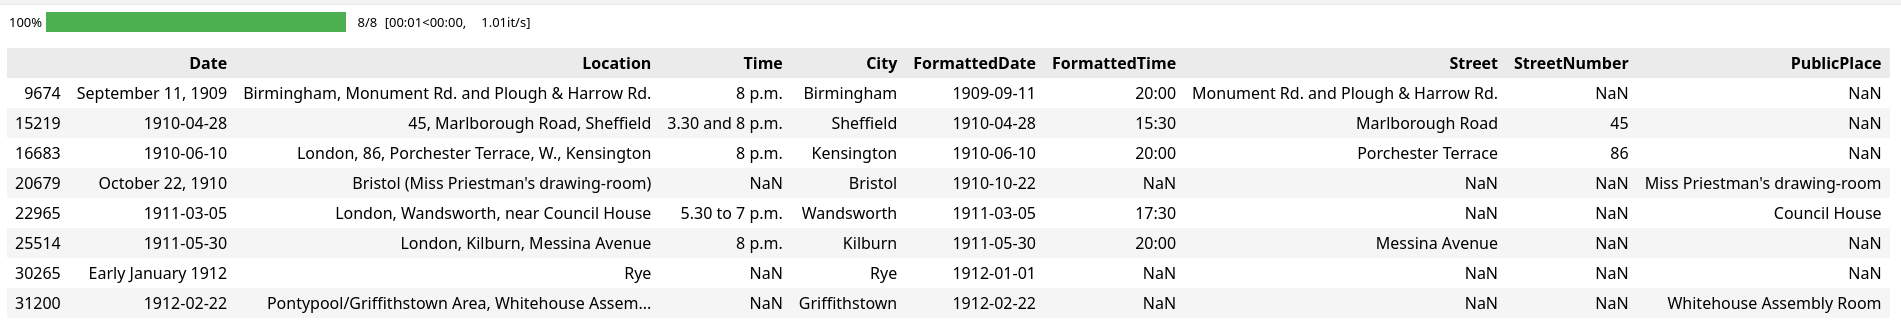 100% 8/8 [00:01<00:00, 1.01it/s]
Date Location Time City FormattedDate FormattedTime Street StreetNumber PublicPlace
9674 September 11, 1909 Birmingham, Monument Rd. and Plough & Harrow Rd. 8 p.m. Birmingham 1909-09-11 20:00 Monument Rd. and Plough & Harrow Rd. NaN NaN
15219 1910-04-28 45, Marlborough Road, Sheffield 3.30 and 8 p.m. Sheffield 1910-04-28 15:30 Marlborough Road 45 NaN
16683 1910-06-10 London, 86, Porchester Terrace, W., Kensington 8 p.m. Kensington 1910-06-10 20:00 Porchester Terrace 86 NaN
20679 October 22, 1910 Bristol (Miss Priestman's drawing-room) NaN Bristol 1910-10-22 NaN NaN NaN Miss Priestman's drawing-room
22965 1911-03-05 London, Wandsworth, near Council House 5.30 to 7 p.m. Wandsworth 1911-03-05 17:30 NaN NaN Council House
25514 1911-05-30 London, Kilburn, Messina Avenue 8 p.m. Kilburn 1911-05-30 20:00 Messina Avenue NaN NaN
30265 Early January 1912 Rye NaN Rye 1912-01-01 NaN NaN NaN NaN
31200 1912-02-22 Pontypool/Griffithstown Area, Whitehouse Assem... NaN Griffithstown 1912-02-22 NaN NaN NaN Whitehouse Assembly Room